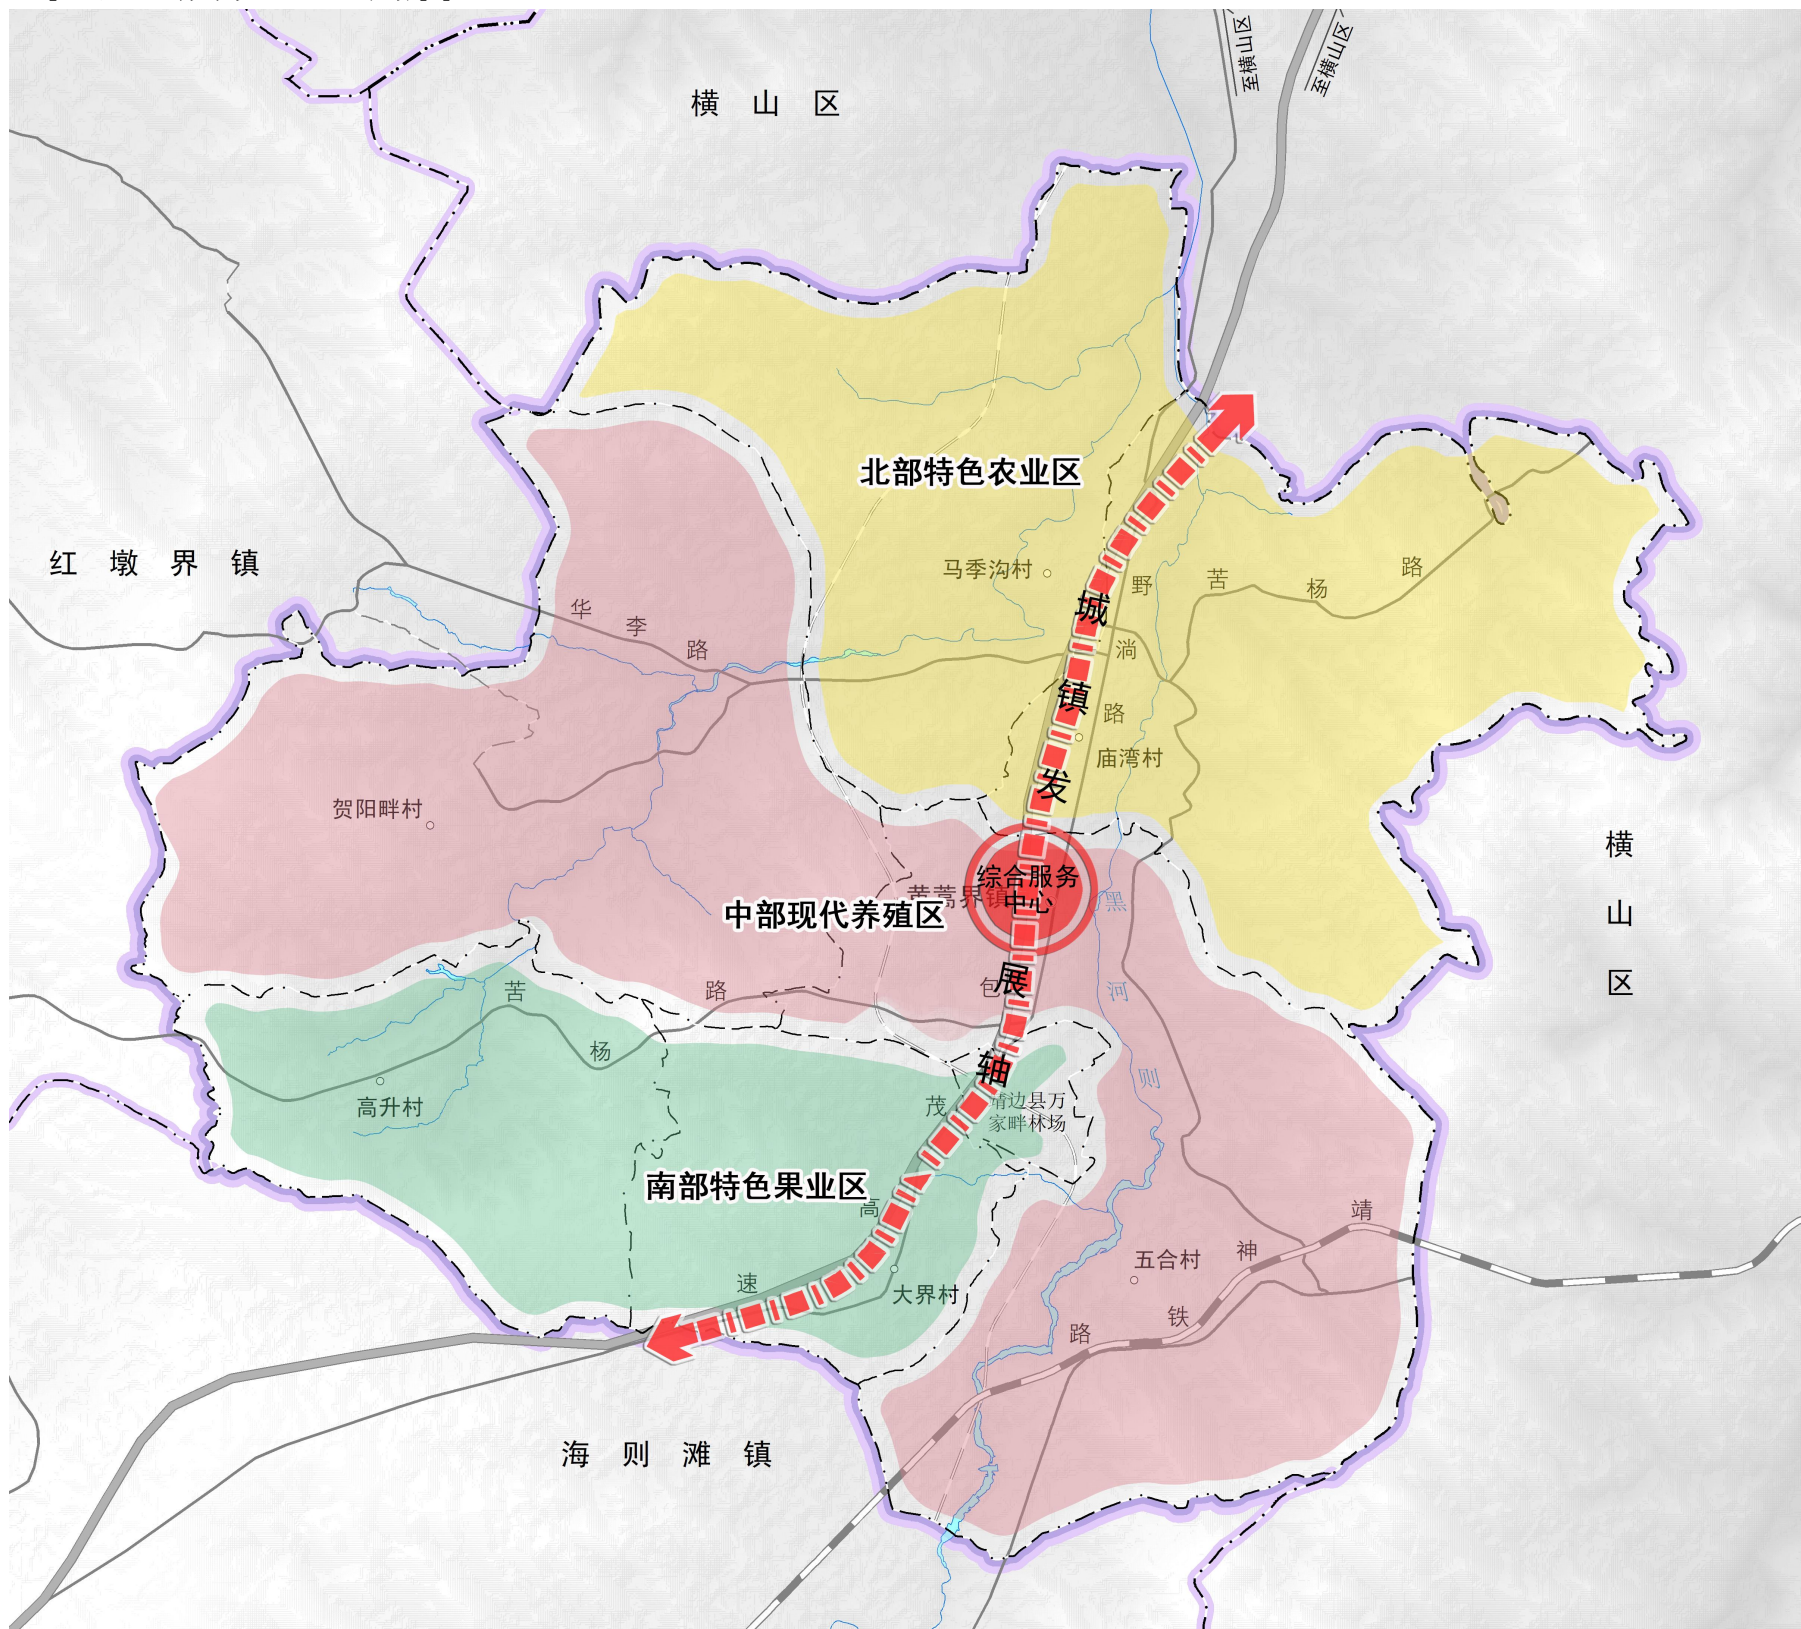 至横山区
至横山区
横山区
北部特色农业区
红墩界镇
马季沟村
野
淌
路
苦杨路
华李路
城镇发展轴
庙湾村
贺阳畔村
横山区
综合服务
中心
黄蒿界镇
中部现代养殖区
黑河则
包茂高速
苦杨路
高升村
靖边县万
家畔林场
南部特色果业区
大界村
五合村
靖神铁路
海则滩镇